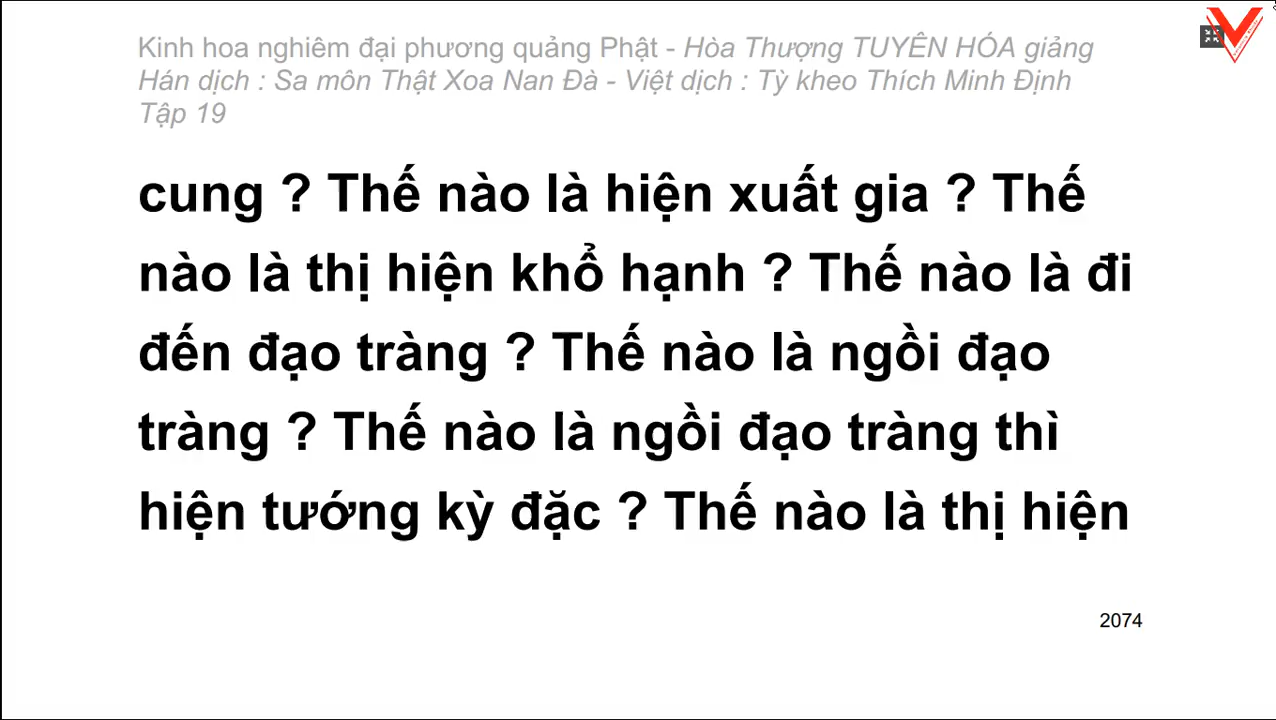 Kinh hoa nghiêm đại phương quảng Phật - Hòa Thượng TUYÊN HÓA giảng
Hán dịch : Sa môn Thật Xoa Nan Đà - Việt dịch : Tỳ kheo Thích Minh Định
Tập 19
cung ? Thế nào là hiện xuất gia ? Thế
nào là thị hiện khổ hạnh ? Thế nào là đi
đến đạo tràng ? Thế nào là ngồi đạo
tràng ? Thế nào là ngồi đạo tràng thì
hiện tướng kỳ đặc ? Thế nào là thị hiện
2074